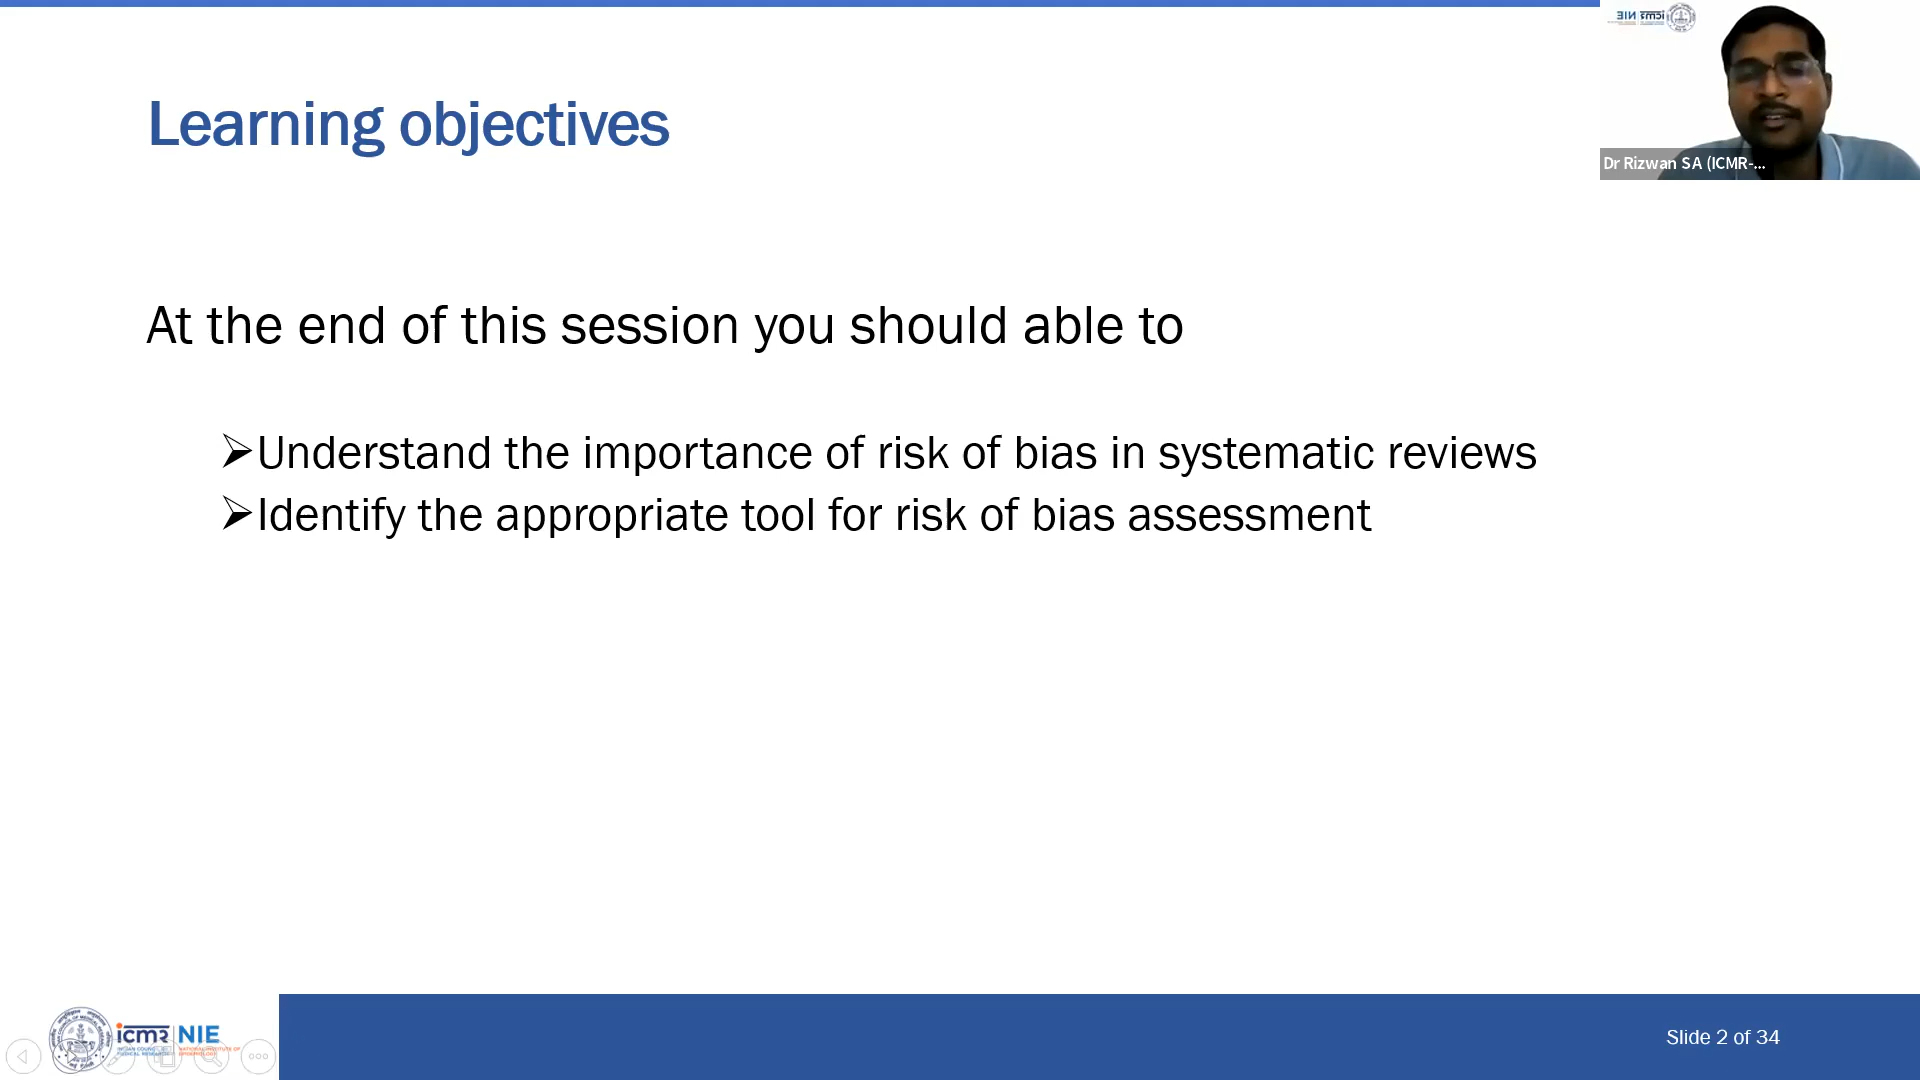 Learning objectives
Dr Rizwan SA (ICMR-...
At the end of this session you should able to
➢Understand the importance of risk of bias in systematic reviews
➢Identify the appropriate tool for risk of bias assessment
icmr NIE
Slide 2 of 34